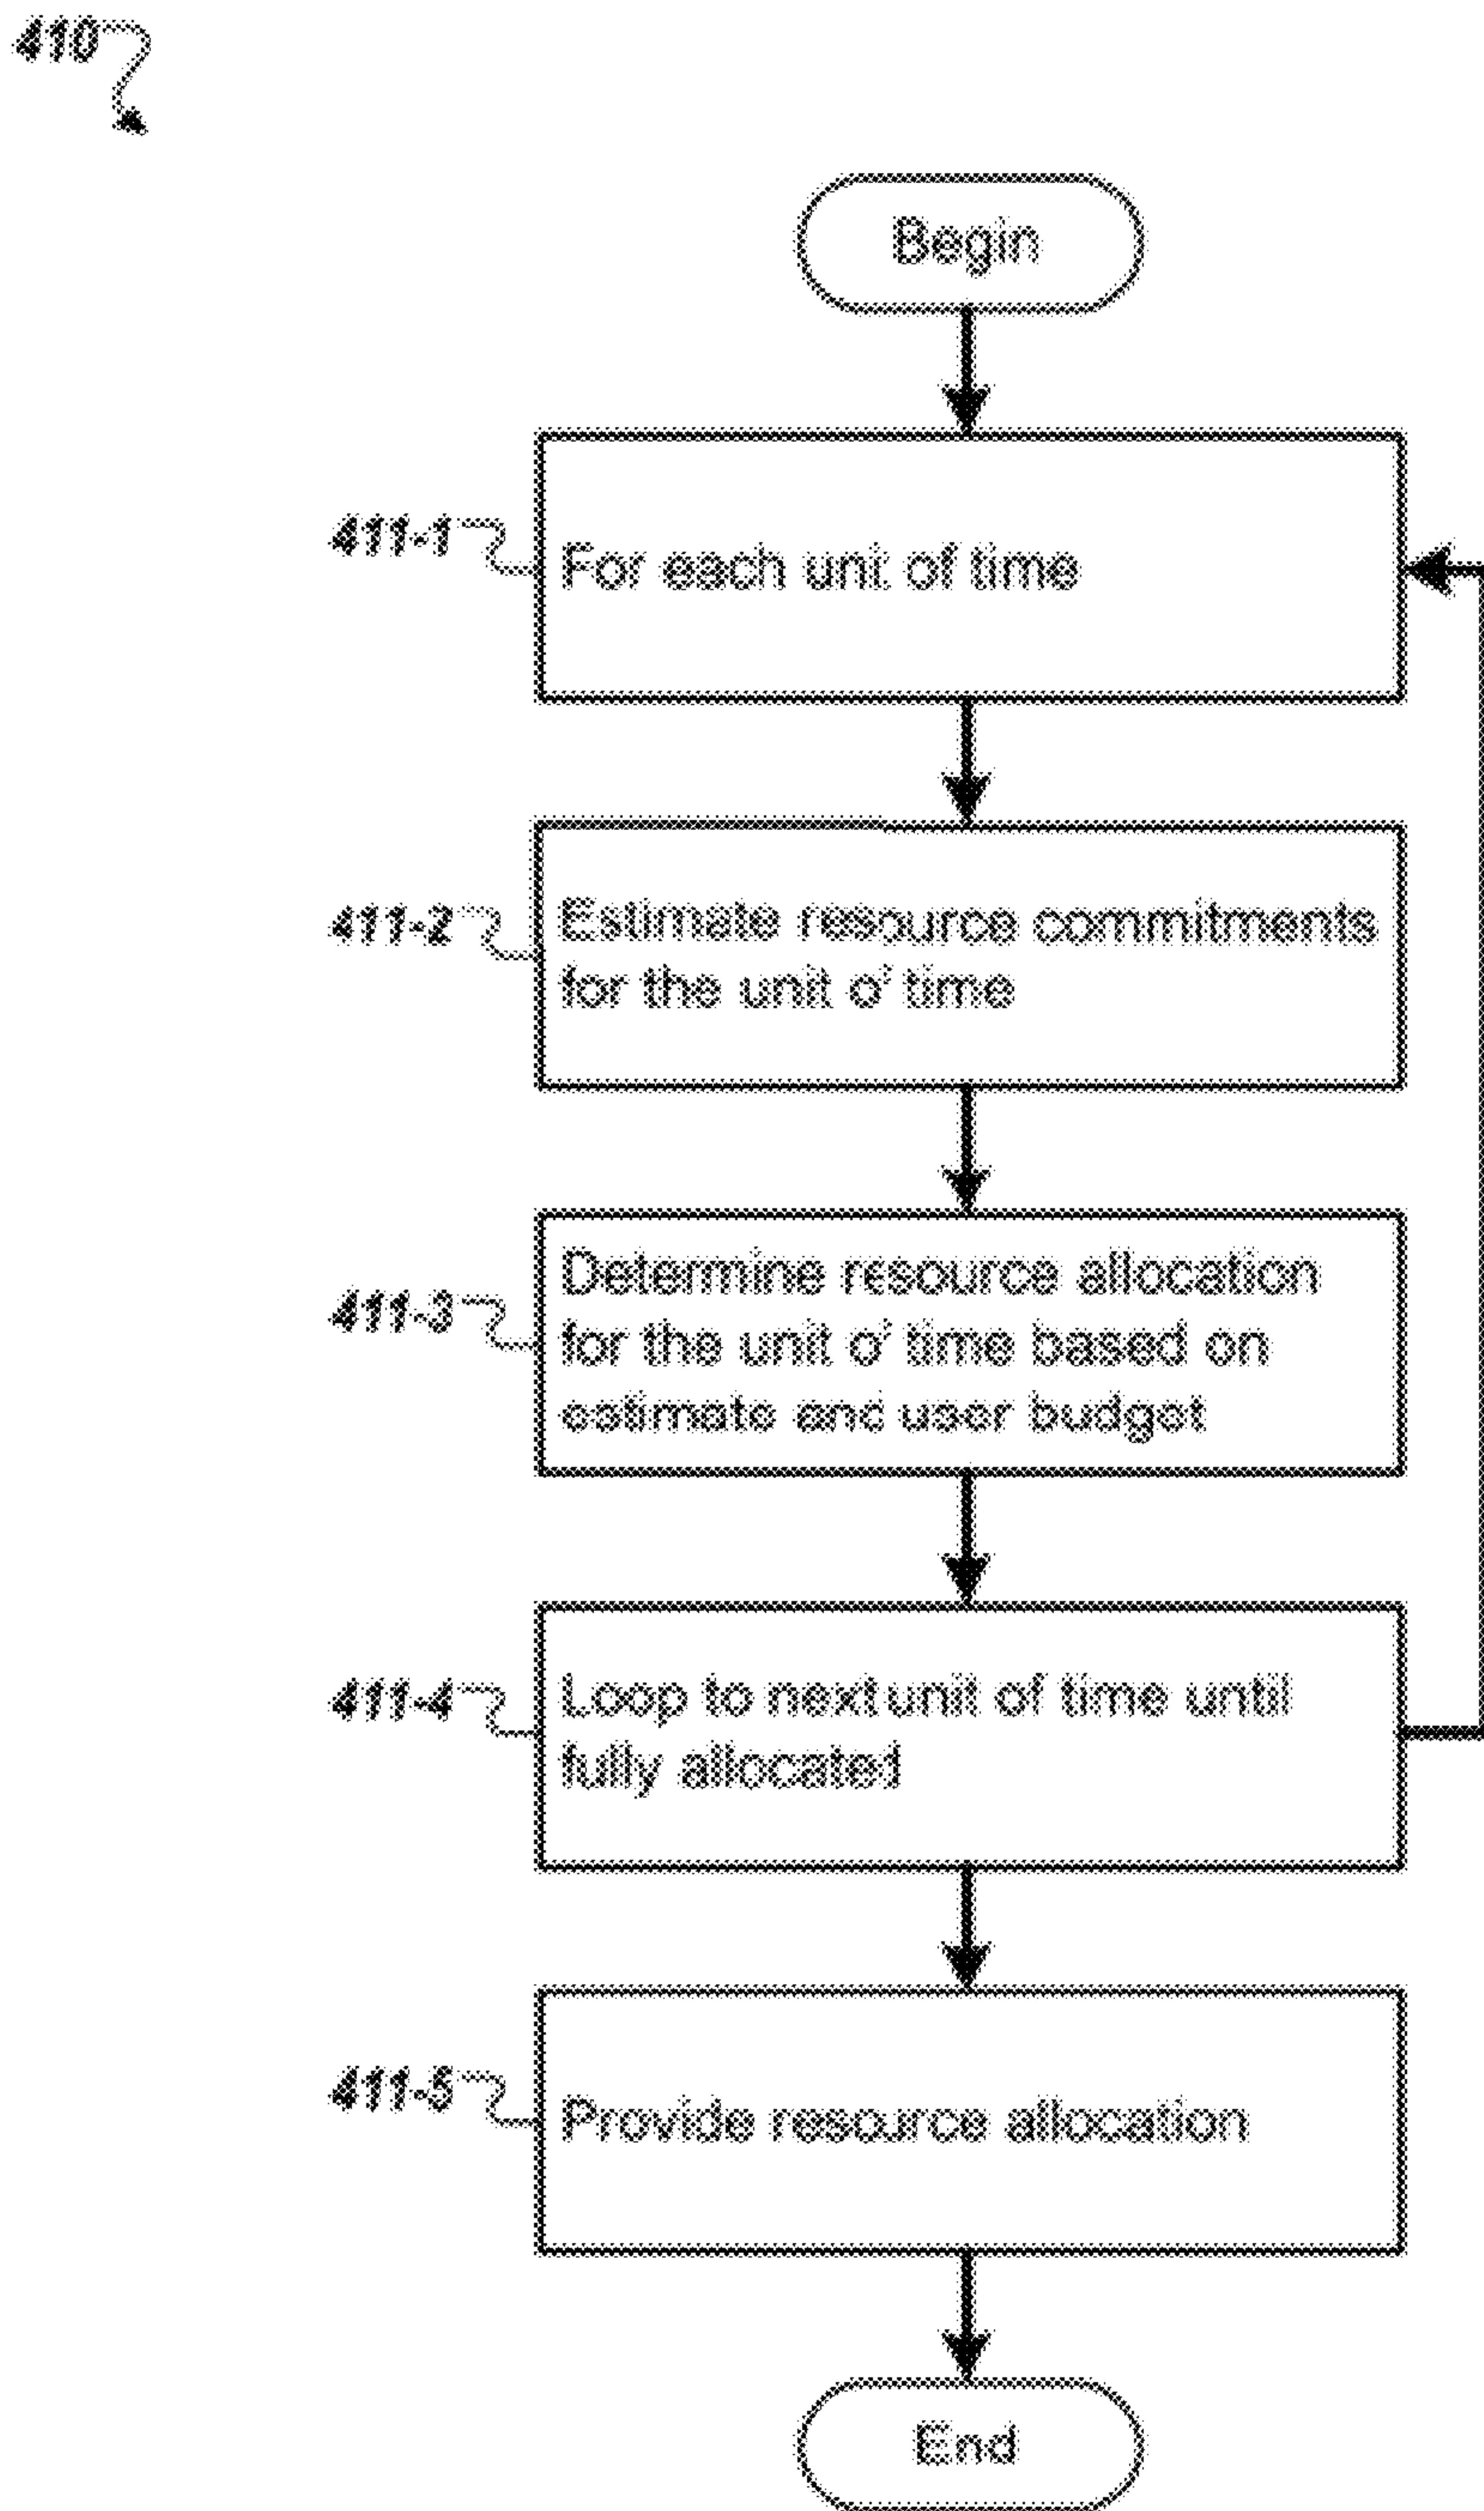 410
Begin
411-1
For each unit of time
411-2
Estimate resource commitments
for the unit of time
411-3
Determine resource allocation
for the unit of time based on
estimate and user budget
411-4
Loop to next unit of time until
fully allocated
411-5
Provide resource allocation
End